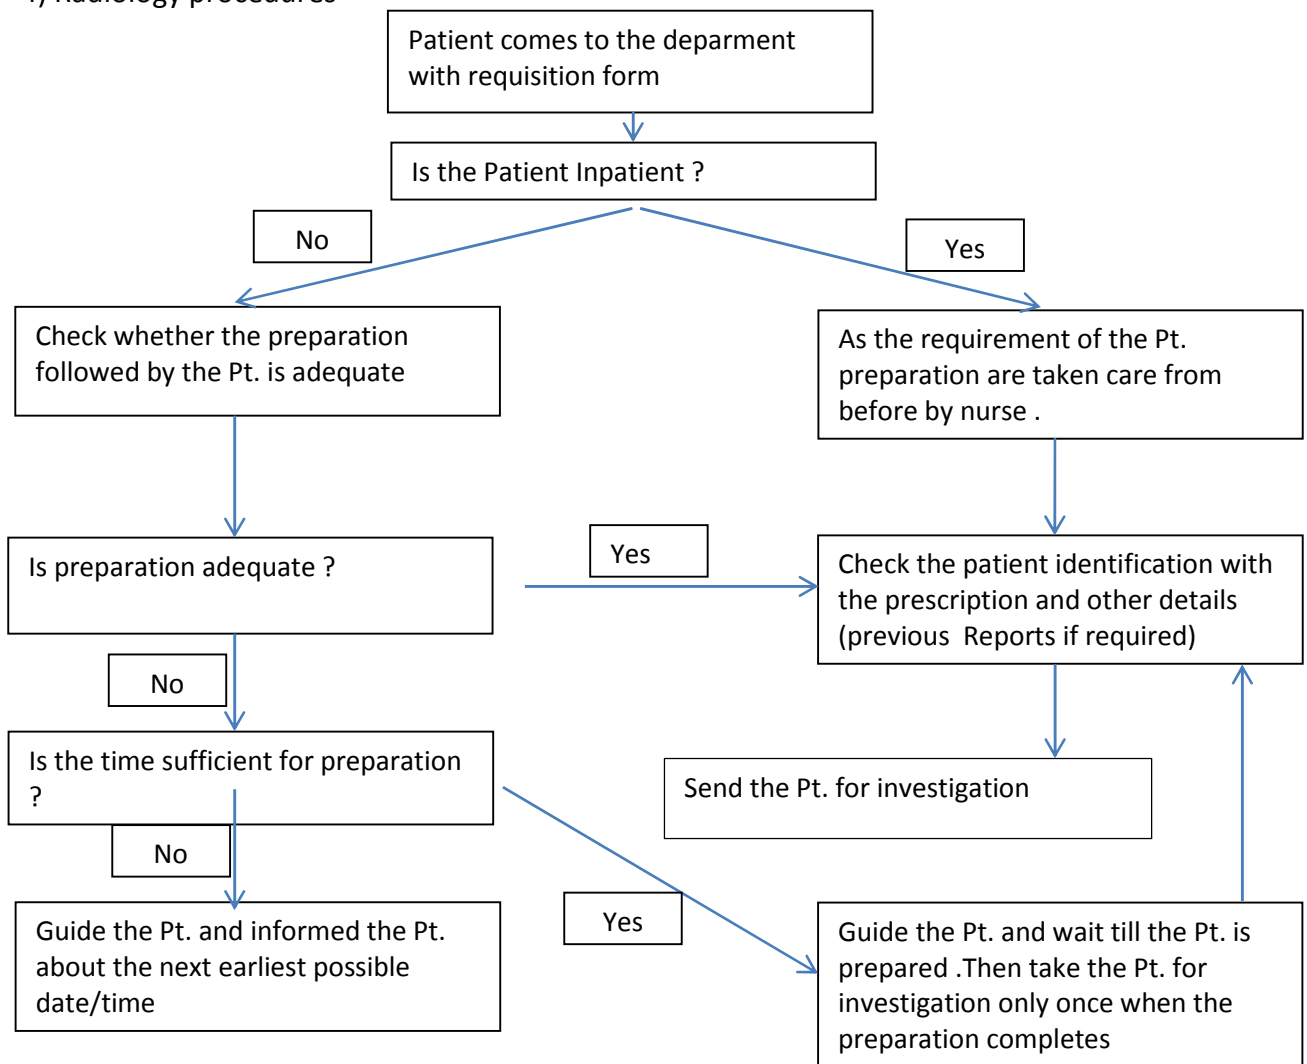 Radiology procedures
Patient comes to the deparment
with requisition form
Is the Patient Inpatient ?
No
Yes
Check whether the preparation
followed by the Pt. is adequate
As the requirement of the Pt.
preparation are taken care from
before by nurse .
Is preparation adequate ?
Yes
Check the patient identification with
the prescription and other details
(previous Reports if required)
No
Is the time sufficient for preparation
?
Send the Pt. for investigation
No
Yes
Guide the Pt. and informed the Pt.
about the next earliest possible
date/time
Guide the Pt. and wait till the Pt. is
prepared .Then take the Pt. for
investigation only once when the
preparation completes